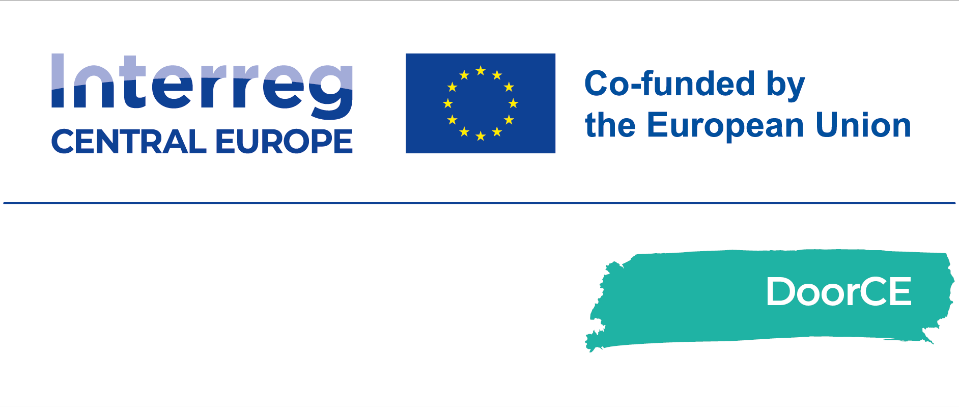 Interreg
CENTRAL EUROPE
Co-funded by
the European Union
DoorCE